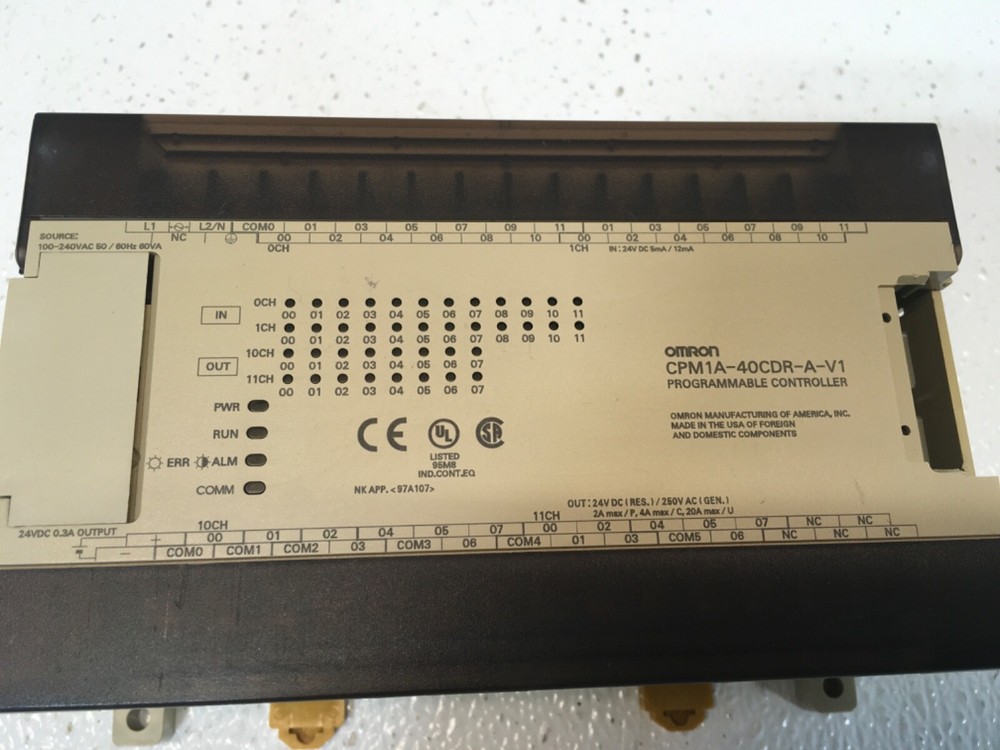 SOURCE:
100-240VAC 50/60Hz 60VA
L1 NC L2/N COM0 01 03 05 07 09 11 01 03 05 07 09 11
00 02 04 06 08 10 00 02 04 06 08 10
0CH 1CH IN:24V DC 5mA/12mA
IN
0CH
00 01 02 03 04 05 06 07 08 09 10 11
1CH
00 01 02 03 04 05 06 07 08 09 10 11
OUT
10CH
00 01 02 03 04 05 06 07
11CH
00 01 02 03 04 05 06 07
PWR
RUN
ERR ALM
COMM
CE
UL
LISTED
95M8
IND.CONT.EQ
SA
NK APP.<97A107>
OMRON
CPM1A-40CDR-A-V1
PROGRAMMABLE CONTROLLER
OMRON MANUFACTURING OF AMERICA, INC.
MADE IN THE USA OF FOREIGN
AND DOMESTIC COMPONENTS
OUT:24V DC(RES.)/250V AC(GEN.)
2A max/P, 4A max/C, 20A max/U
24VDC 0.3A OUTPUT
10CH 11CH
+ 00 01 02 04 05 07 00 02 04 05 07 NC NC
− COM0 COM1 COM2 03 COM3 06 COM4 01 03 COM5 06 NC NC NC